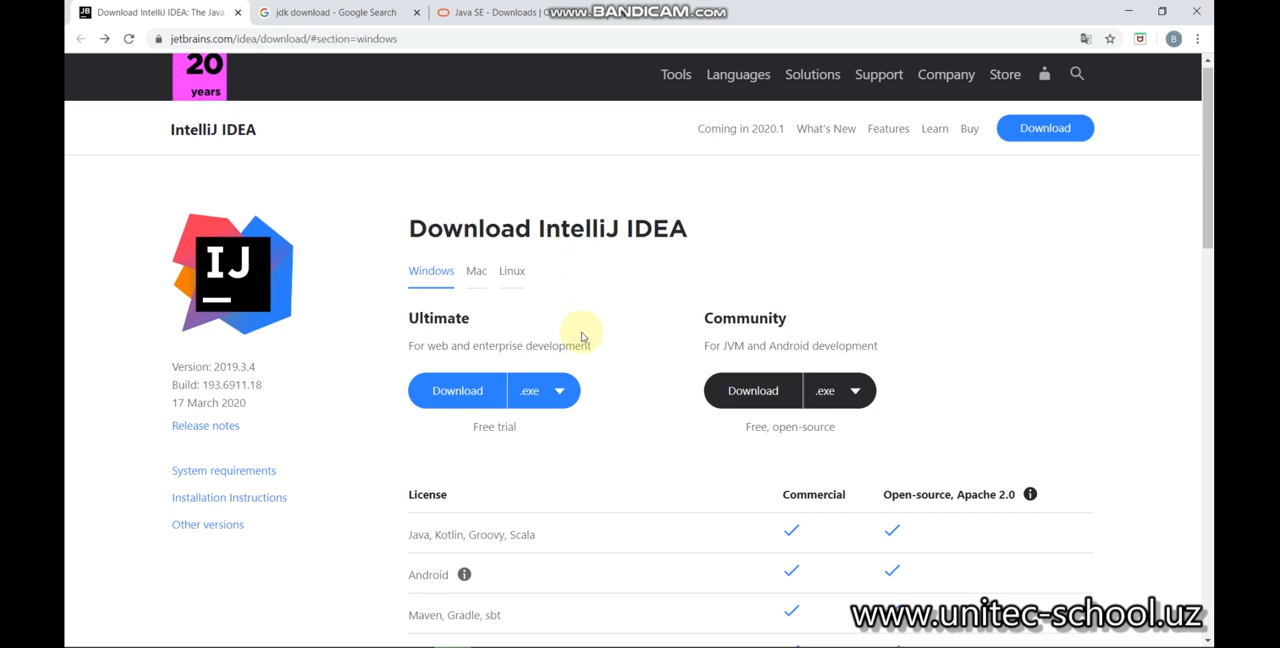 Download IntelliJ IDEA: The Java
jdk download - Google Search
Java SE - Downloads | O
www.BANDICAM.com
jetbrains.com/idea/download/#section=windows
B
20
years
Tools
Languages
Solutions
Support
Company
Store
IntelliJ IDEA
Coming in 2020.1
What's New
Features
Learn
Buy
Download
IJ
Download IntelliJ IDEA
Windows
Mac
Linux
Ultimate
For web and enterprise development
Download
.exe
Free trial
Community
For JVM and Android development
Download
.exe
Free, open-source
Version: 2019.3.4
Build: 193.6911.18
17 March 2020
Release notes
System requirements
Installation Instructions
Other versions
License
Commercial
Open-source, Apache 2.0
Java, Kotlin, Groovy, Scala
Android
Maven, Gradle, sbt
www.unitec-school.uz